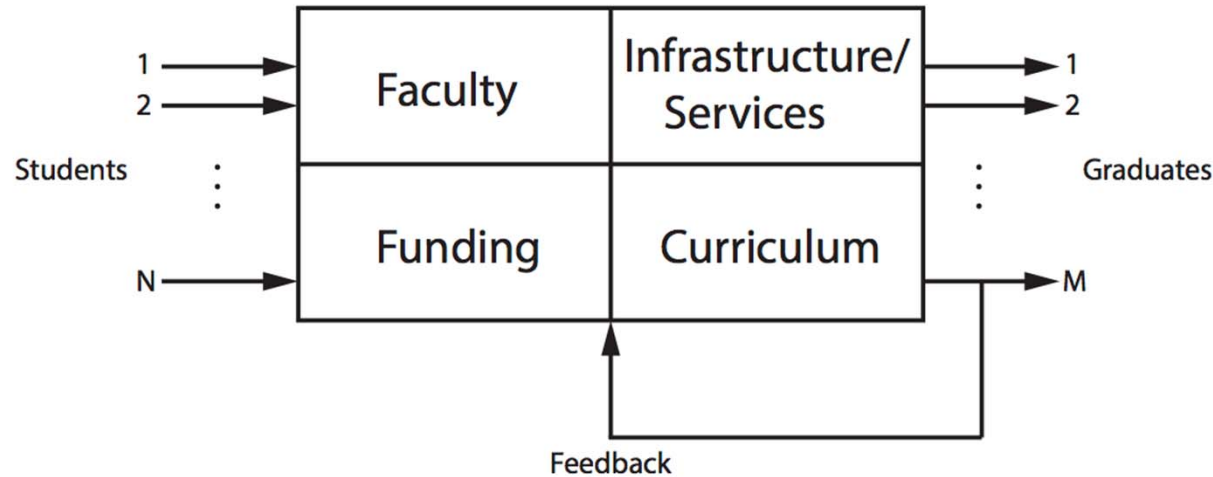 1
2
Students
N
Faculty
Infrastructure/
Services
Funding
Curriculum
1
2
Graduates
M
Feedback